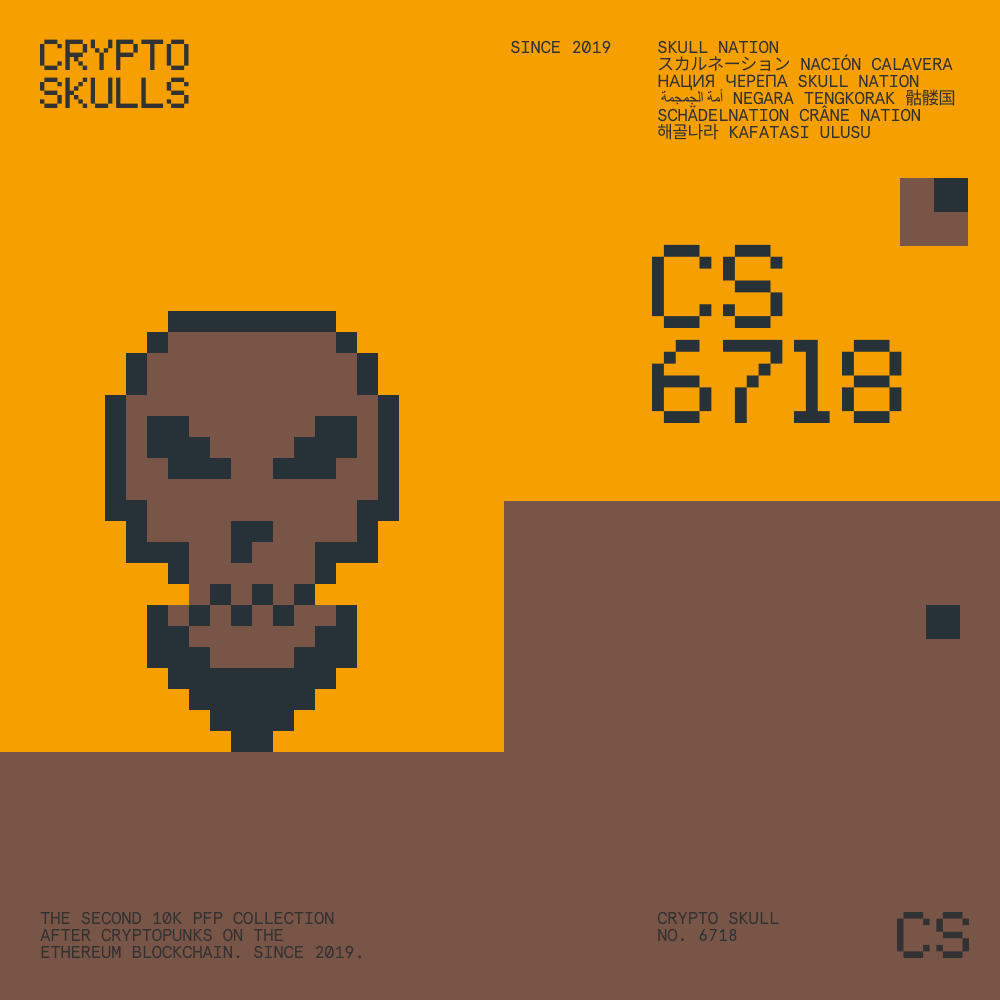 CRYPTO
SKULLS
SINCE 2019
SKULL NATION
スカルネーション NACIÓN CALAVERA
НАЦИЯ ЧЕРЕПА SKULL NATION
أمة الجمجمة NEGARA TENGKORAK 骷髅国
SCHÄDELNATION CRÂNE NATION
해골나라 KAFATASI ULUSU
CS
6718
THE SECOND 10K PFP COLLECTION
AFTER CRYPTOPUNKS ON THE
ETHEREUM BLOCKCHAIN. SINCE 2019.
CRYPTO SKULL
NO. 6718
CS